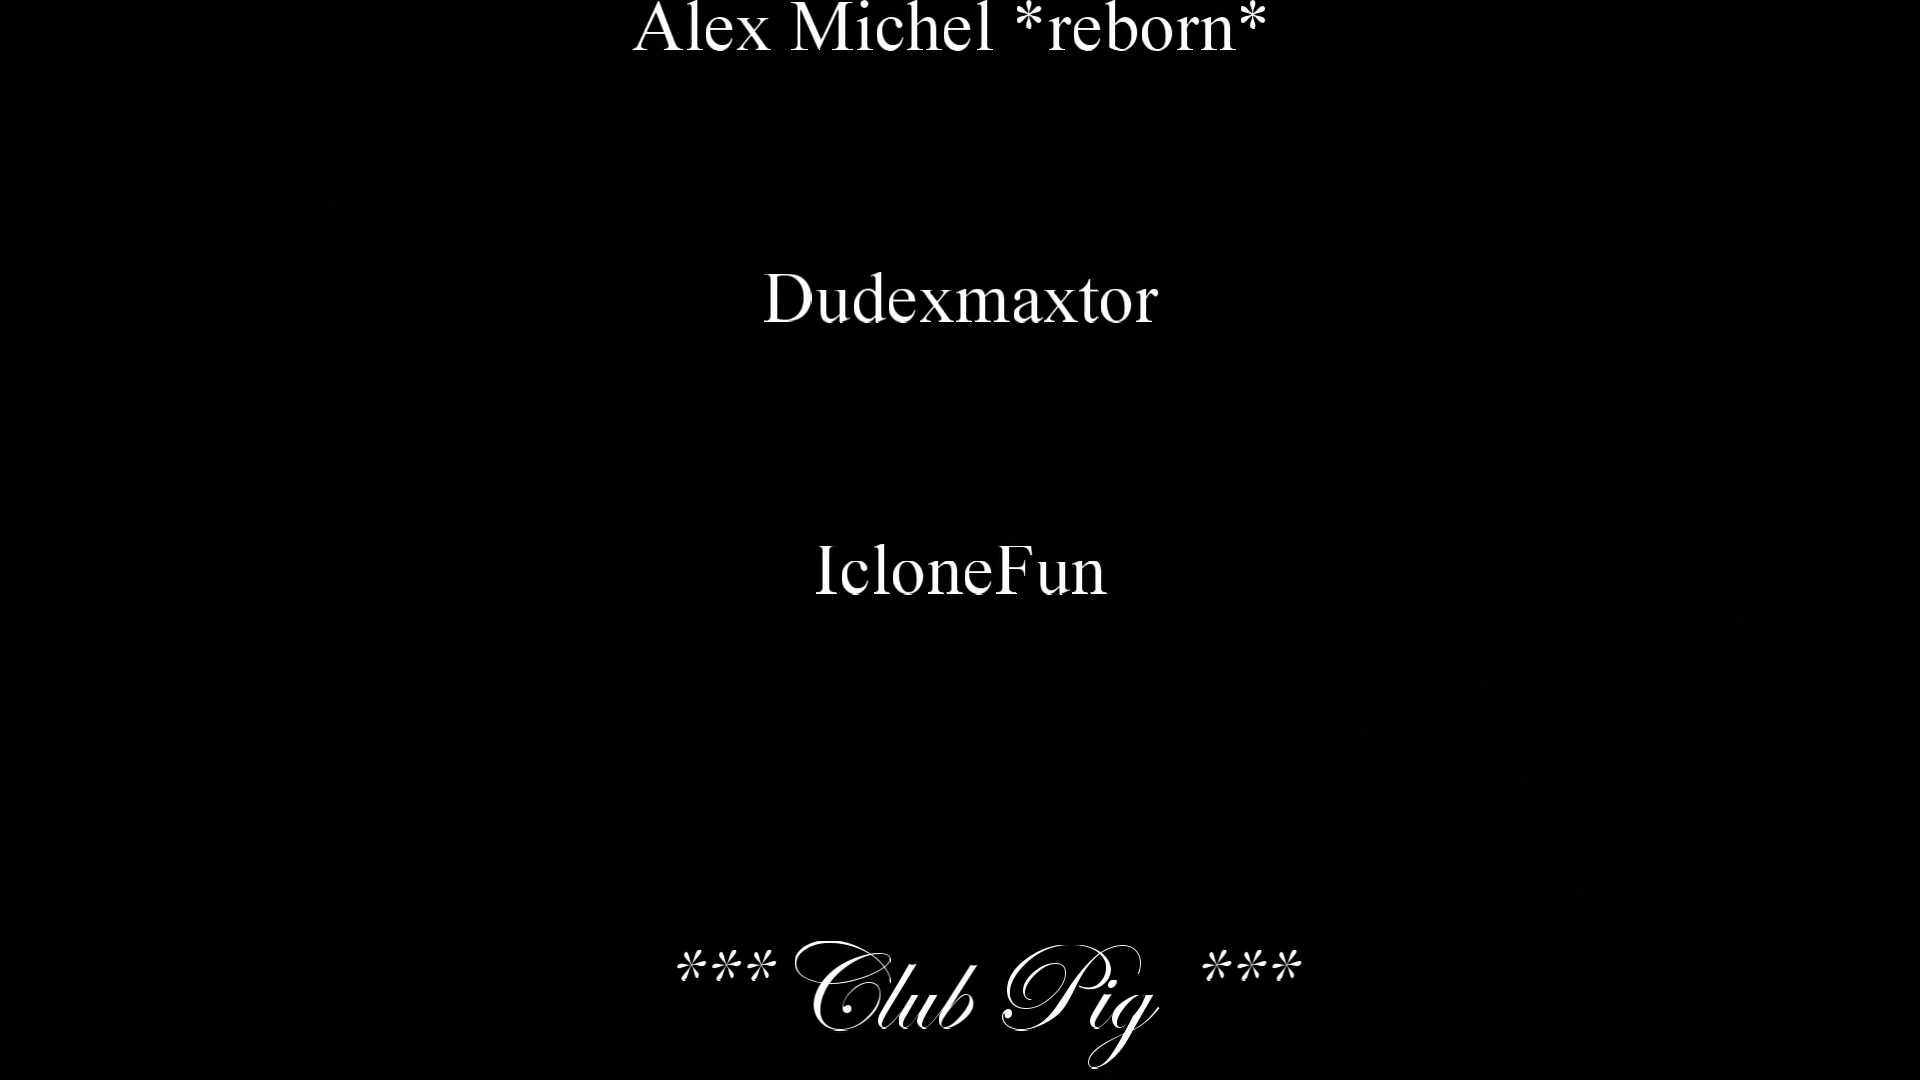 Alex Michel *reborn*
Dudexmaxtor
IcloneFun
*** Club Pig ***